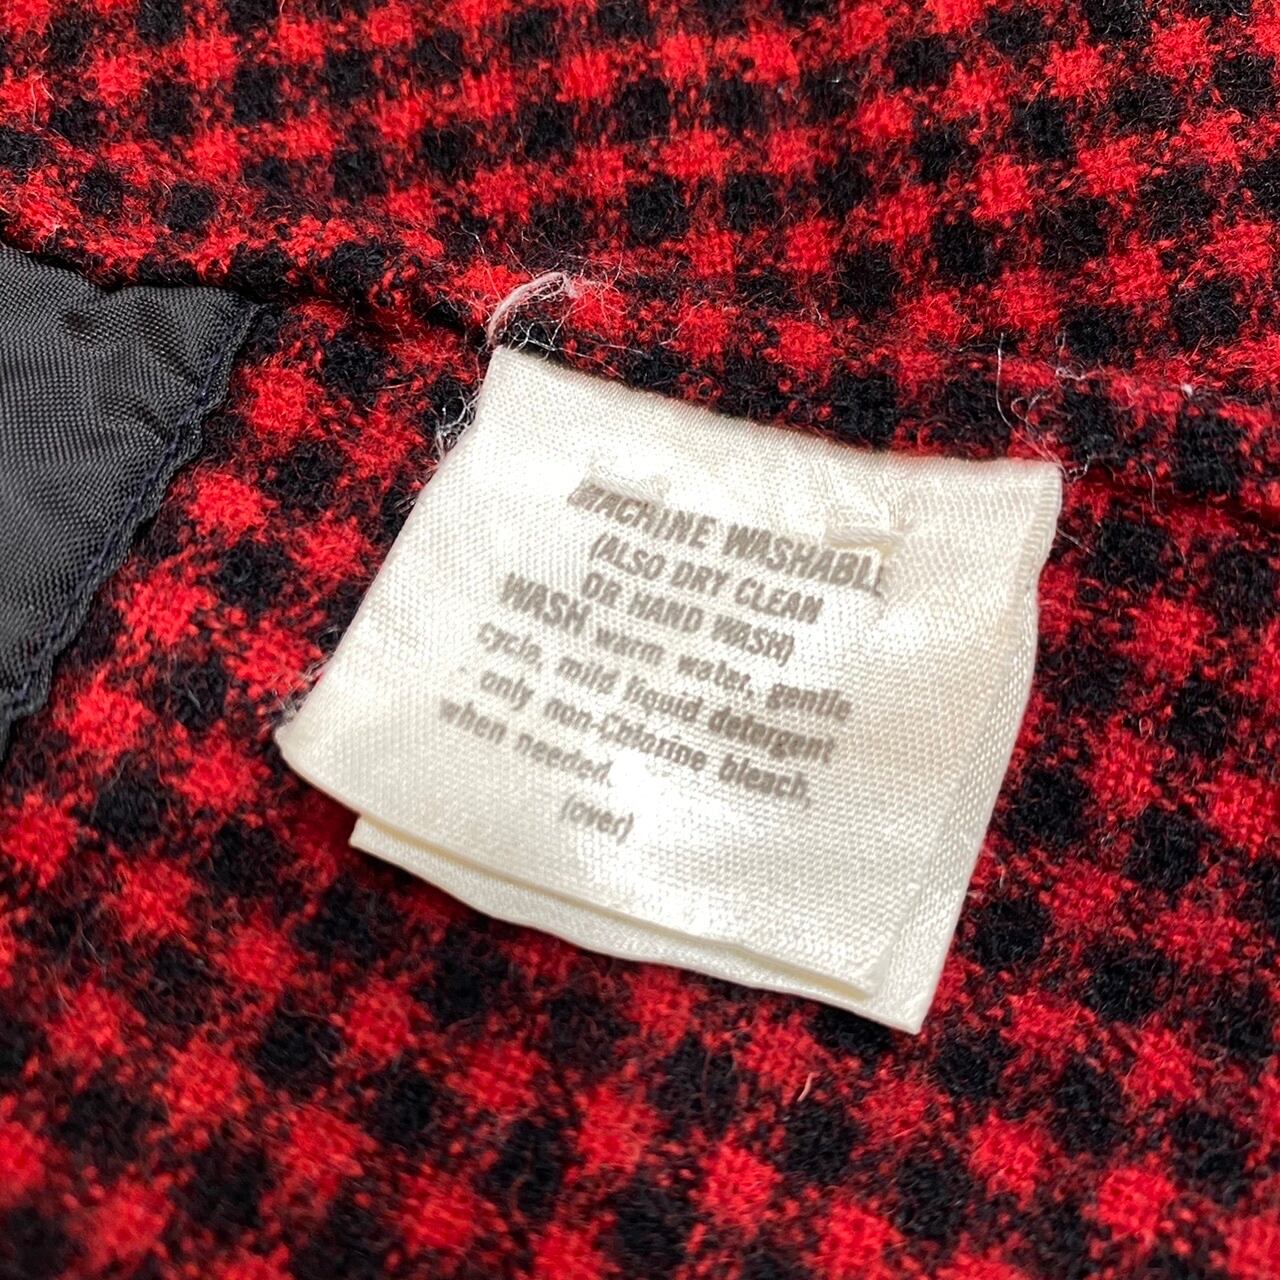 MACHINE WASHABLE
(ALSO DRY CLEAN
OR HAND WASH)
WASH warm water, gentle
cycle, mild liquid detergent
only non-Chlorine bleach,
when needed.
(over)